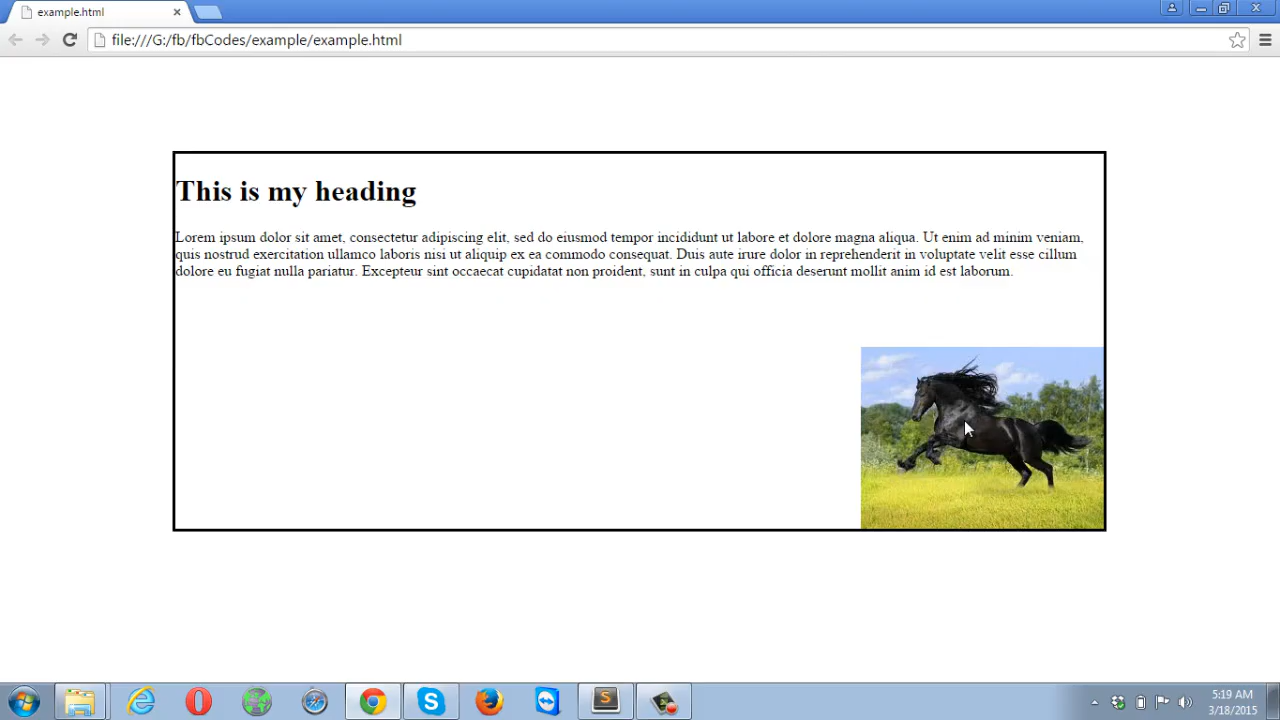 example.html
file:///G:/fb/fbCodes/example/example.html
This is my heading
Lorem ipsum dolor sit amet, consectetur adipiscing elit, sed do eiusmod tempor incididunt ut labore et dolore magna aliqua. Ut enim ad minim veniam,
quis nostrud exercitation ullamco laboris nisi ut aliquip ex ea commodo consequat. Duis aute irure dolor in reprehenderit in voluptate velit esse cillum
dolore eu fugiat nulla pariatur. Excepteur sint occaecat cupidatat non proident, sunt in culpa qui officia deserunt mollit anim id est laborum.
5:19 AM
3/18/2015